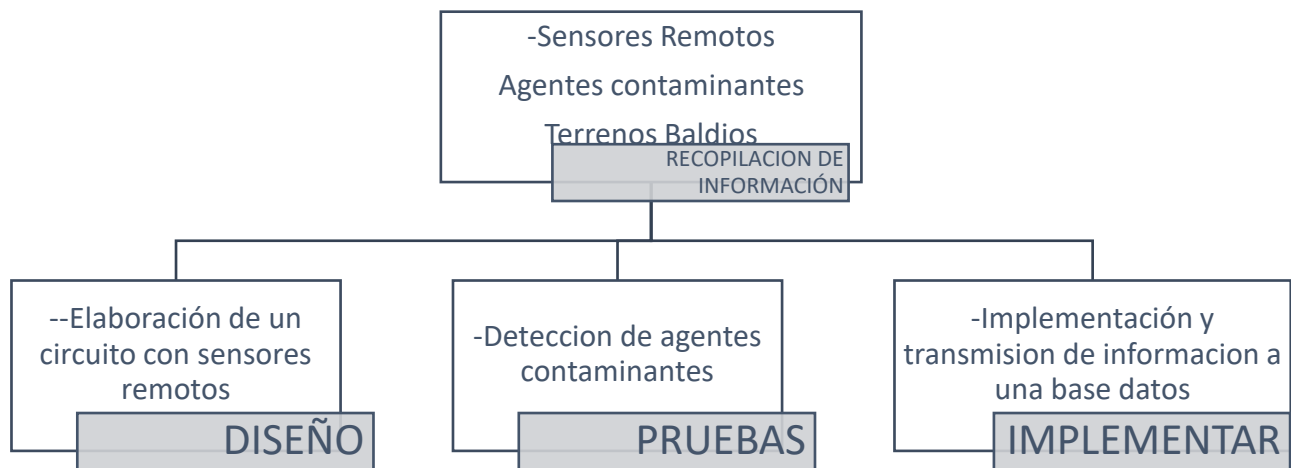 -Sensores Remotos
Agentes contaminantes
Terrenos Baldios
RECOPILACION DE
INFORMACIÓN
--Elaboración de un
circuito con sensores
remotos
DISEÑO
-Deteccion de agentes
contaminantes
PRUEBAS
-Implementación y
transmision de informacion a
una base datos
IMPLEMENTAR